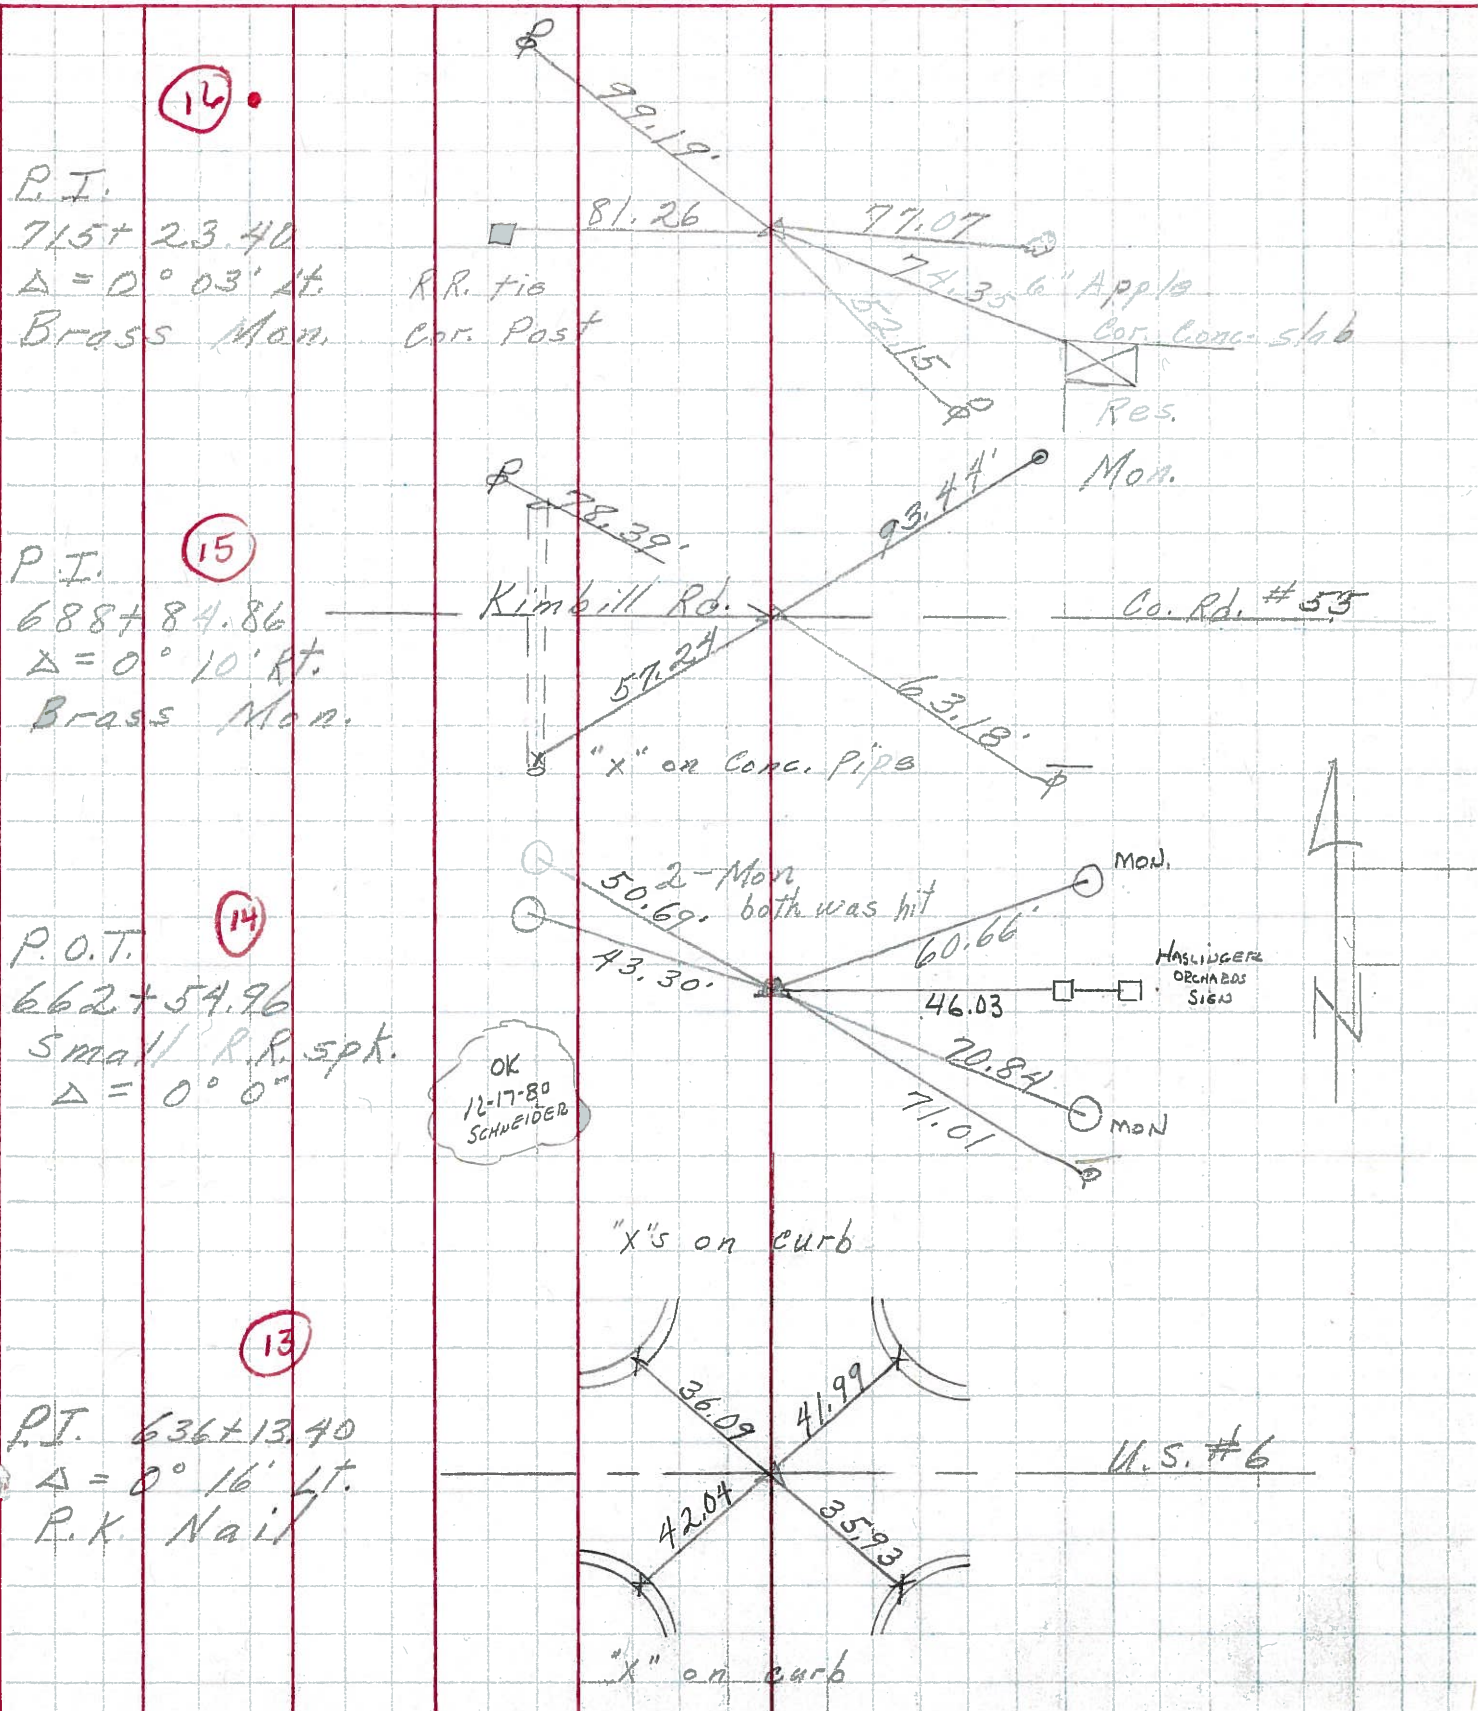 16
99.19'
P.I.
715+23.40
81.26
77.07
Δ = 0° 03' Lt.
R.R. tie
74.35
6" Apple
Brass Mon.
Cor. Post
52.15
Cor. Conc. slab
Res.
Mon.
93.44'
78.39'
15
P.I.
688+84.86
Kimbill Rd.
Co. Rd. #55
Δ = 0° 10' Rt.
57.24
63.18'
Brass Mon.
"X" on Conc. Pipe
MON.
2-Mon
50.69'
both was hit
14
60.66'
P.O.T.
43.30'
HASLINGER
ORCHARDS
SIGN
662+54.96
46.03
Small R.R. spk.
OK
70.84
Δ = 0° 0"
12-17-80
71.01
SCHNEIDER
MON
N
"X"s on curb
13
36.09
41.99
P.I. 636+13.40
U.S. #6
Δ = 0° 16' Lt.
42.04
35.93
P.K. Nail
"X" on curb